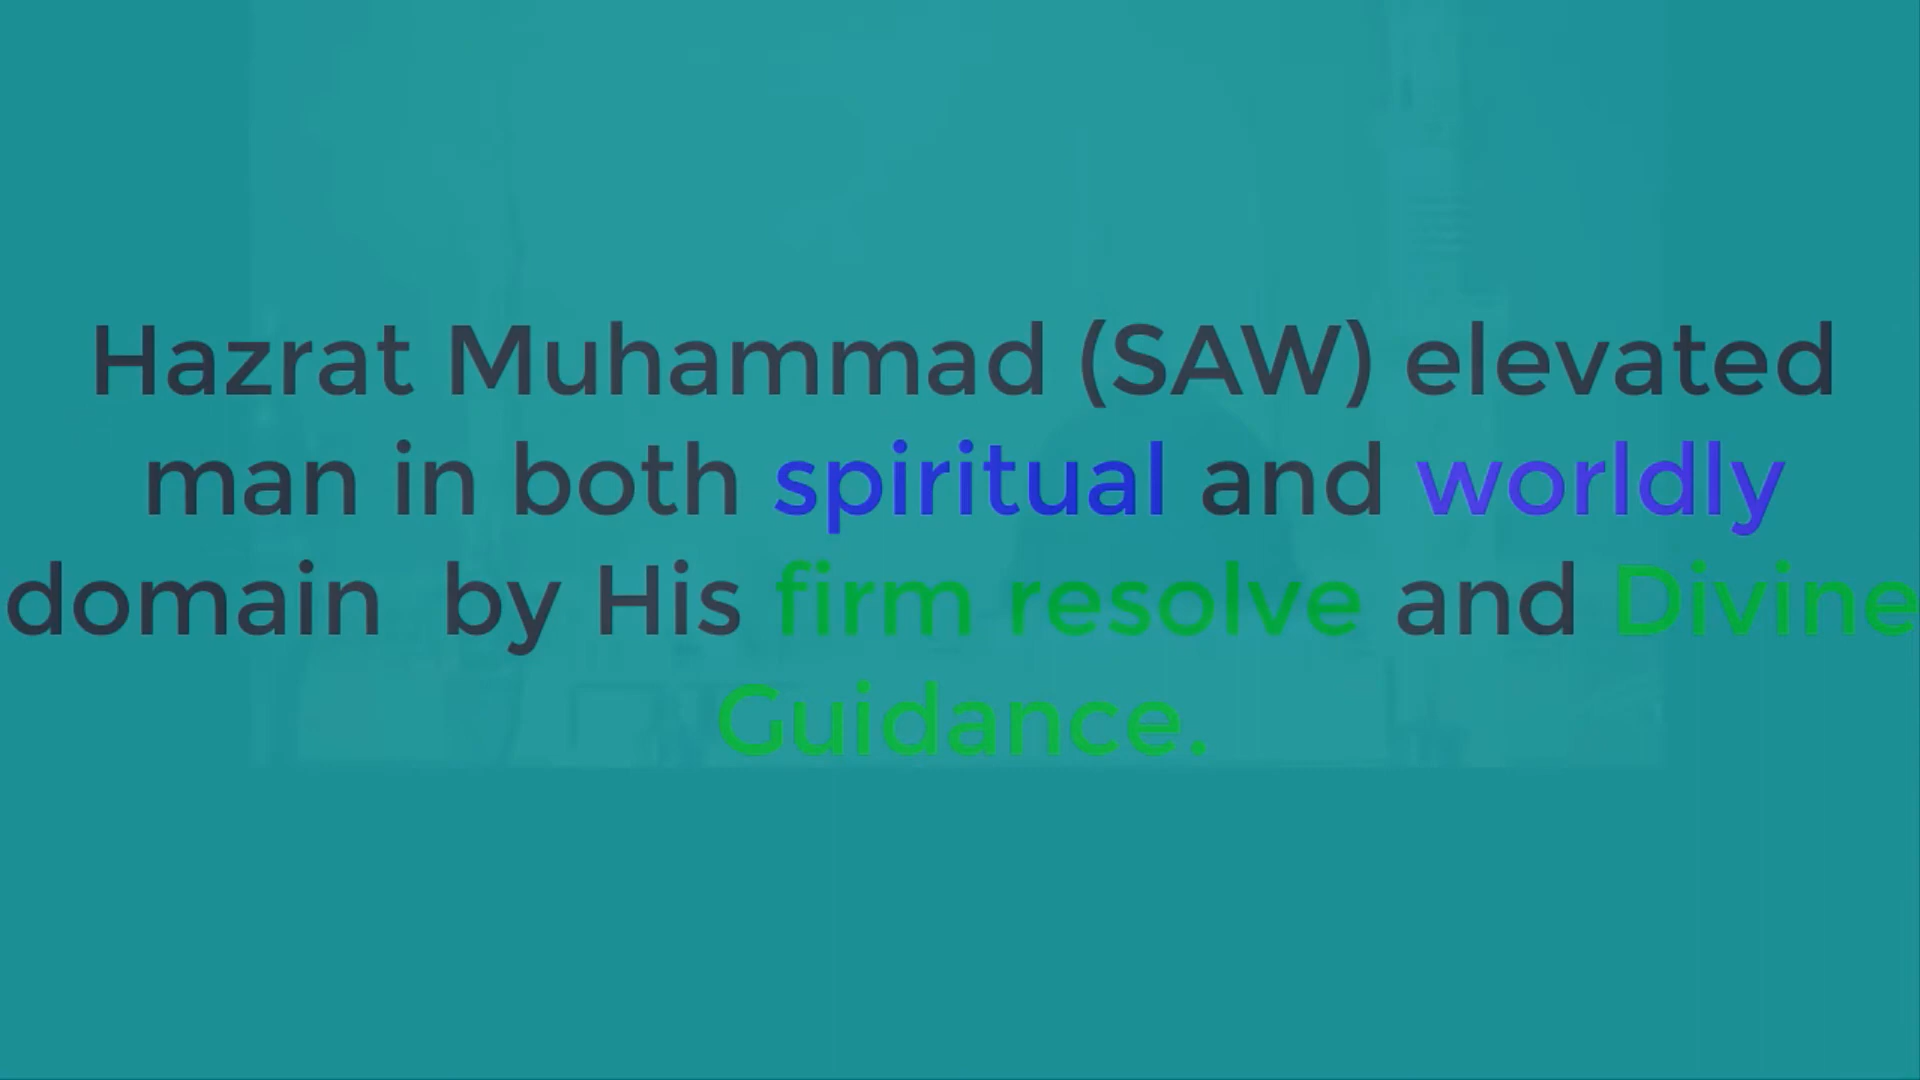 Hazrat Muhammad (SAW) elevated
man in both spiritual and worldly
domain  by His firm resolve and Divine
Guidance.